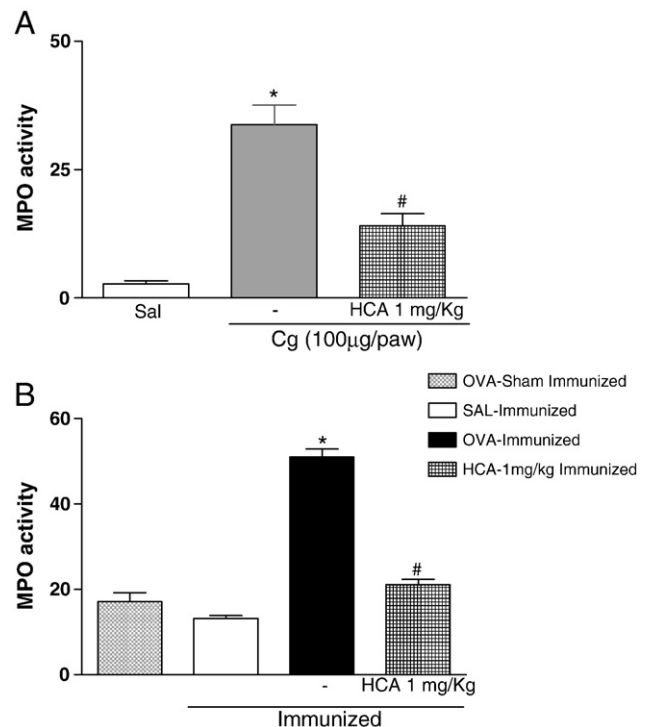 A
50
*
MPO activity
25
#
0
Sal
-
HCA 1 mg/Kg
Cg (100µg/paw)
OVA-Sham Immunized
SAL-Immunized
OVA-Immunized
HCA-1mg/kg Immunized
B
60
*
MPO activity
40
20
#
0
-
HCA 1 mg/Kg
Immunized